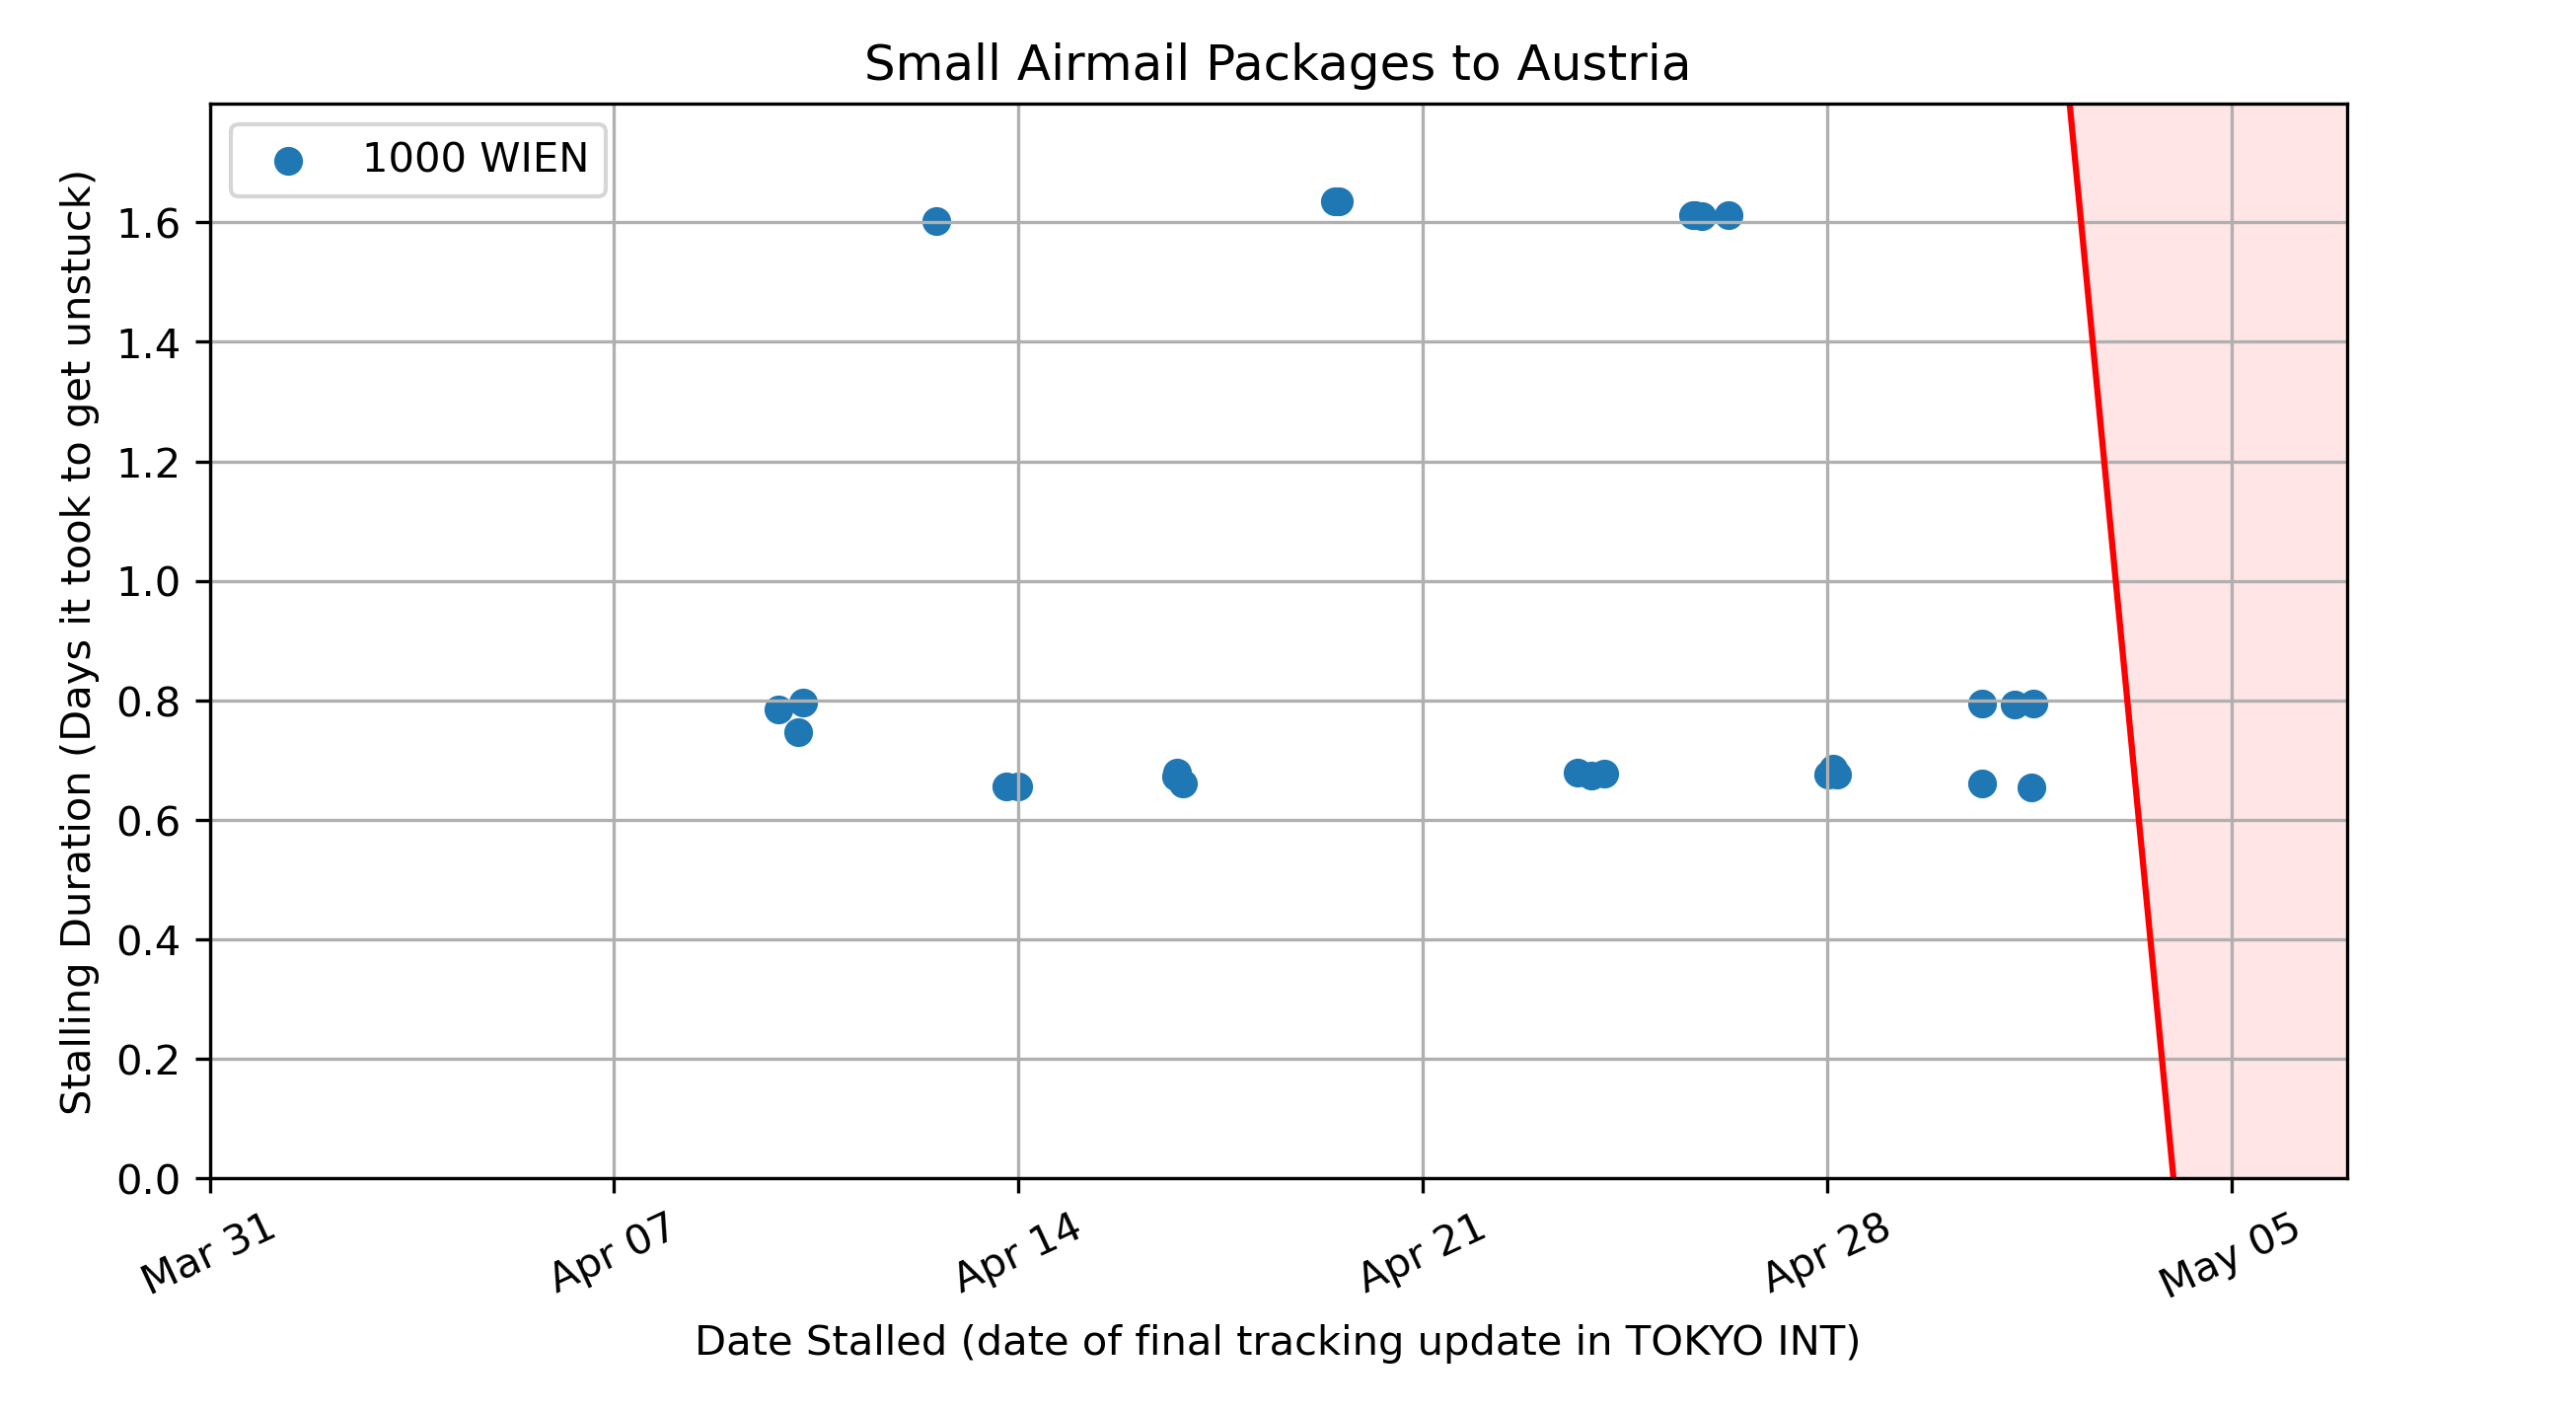 Small Airmail Packages to Austria
1000 WIEN
Stalling Duration (Days it took to get unstuck)
1.6
1.4
1.2
1.0
0.8
0.6
0.4
0.2
0.0
Mar 31
Apr 07
Apr 14
Apr 21
Apr 28
May 05
Date Stalled (date of final tracking update in TOKYO INT)